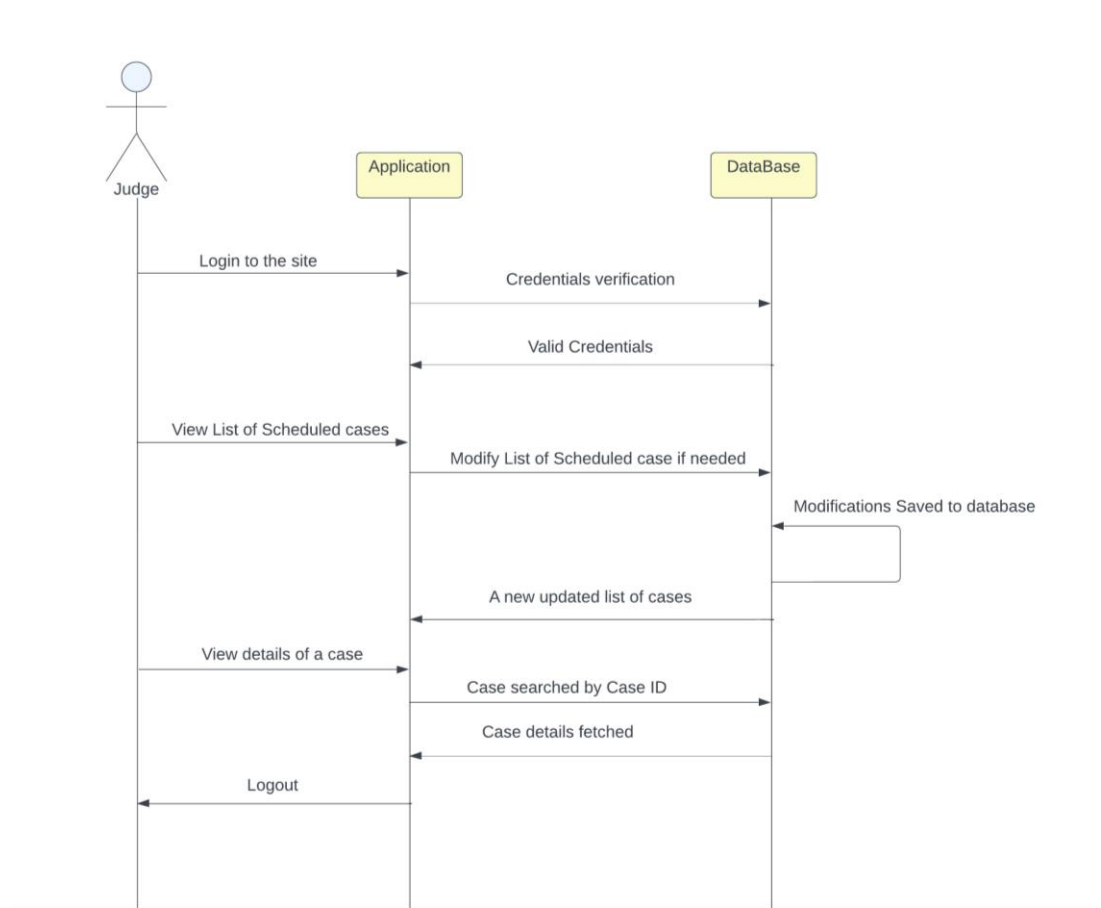 Application
DataBase
Judge
Login to the site
Credentials verification
Valid Credentials
View List of Scheduled cases
Modify List of Scheduled case if needed
Modifications Saved to database
A new updated list of cases
View details of a case
Case searched by Case ID
Case details fetched
Logout